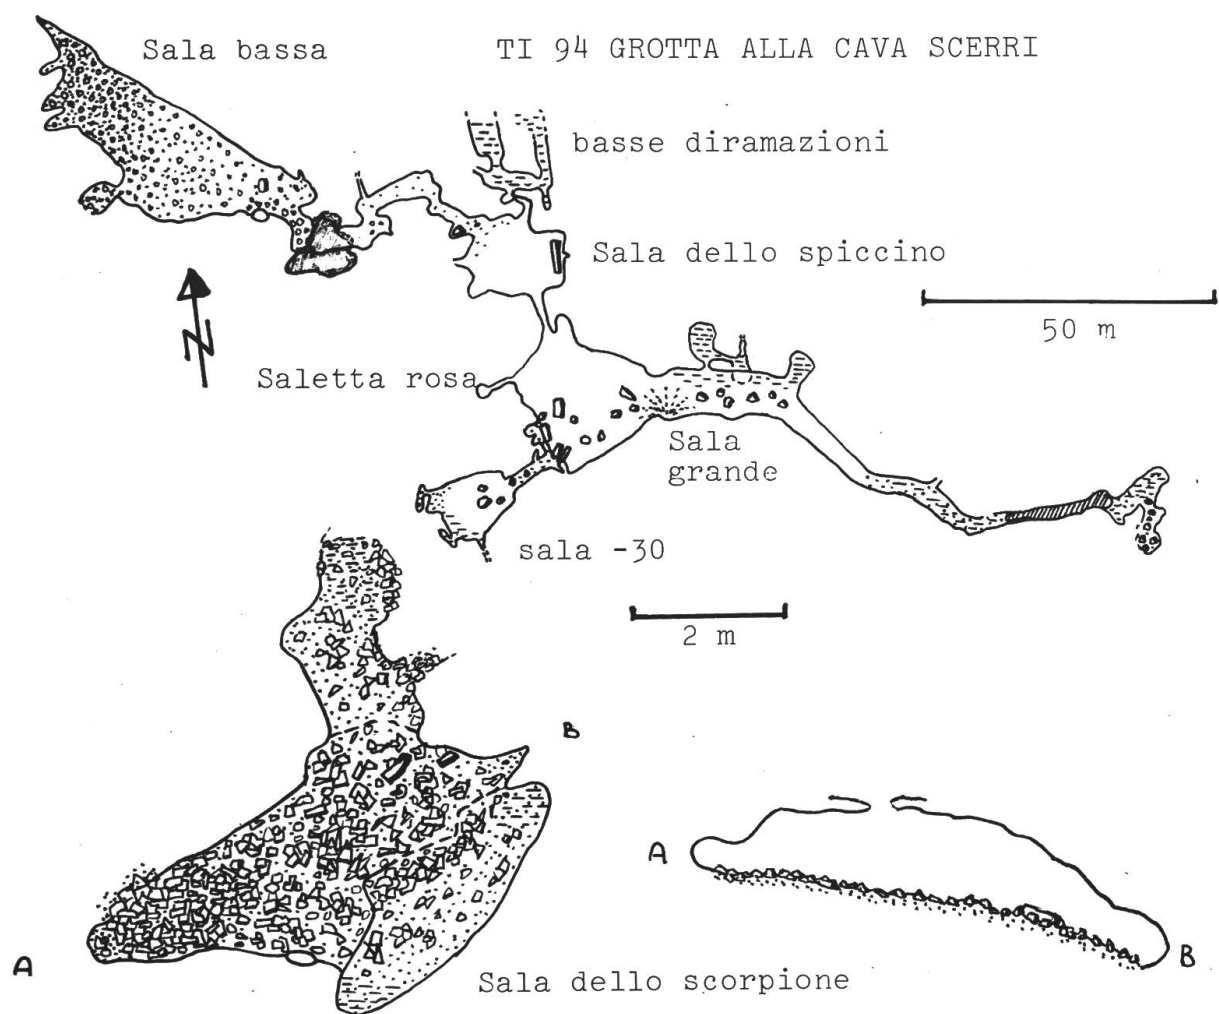 Sala bassa
TI 94 GROTTA ALLA CAVA SCERRI
basse diramazioni
Sala dello spiccino
50 m
N
Saletta rosa
Sala
grande
sala -30
2 m
B
A
B
A
Sala dello scorpione